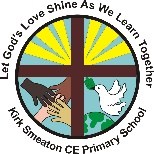 Let God's Love Shine As We Learn Together
Kirk Smeaton CE Primary School